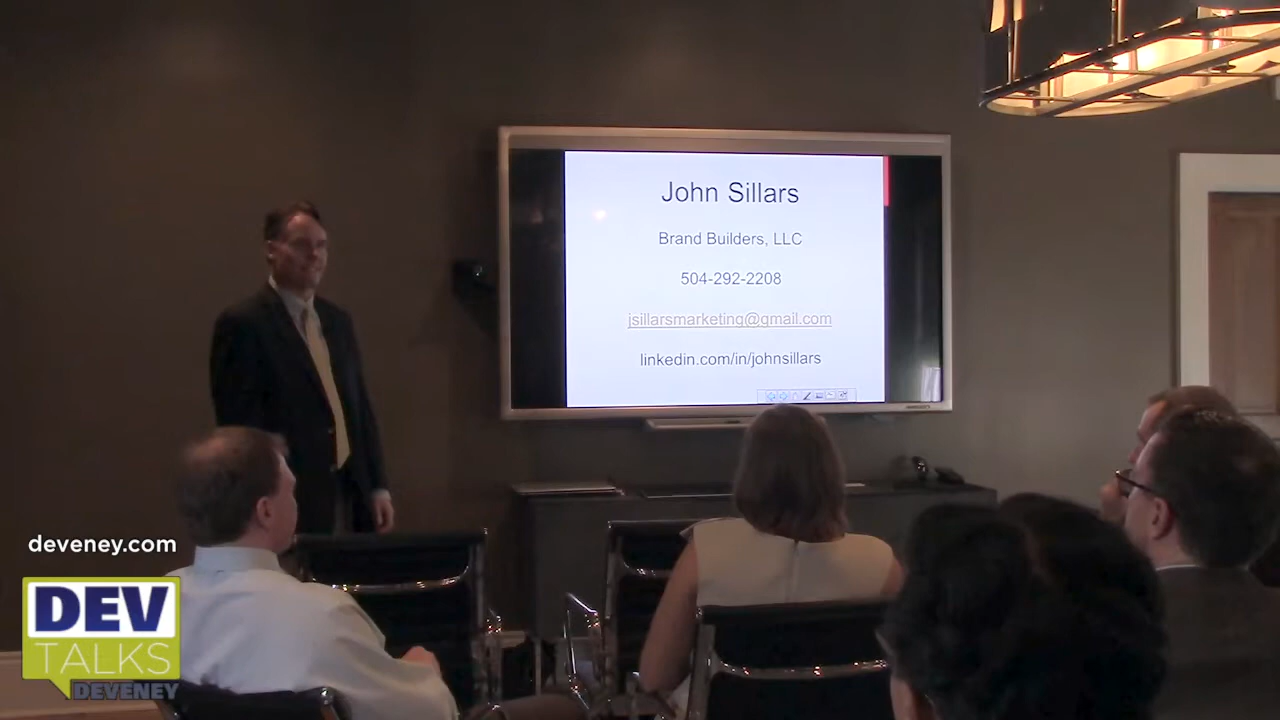 John Sillars
Brand Builders, LLC
504-292-2208
jsillarsmarketing@gmail.com
linkedin.com/in/johnsillars
deveney.com
DEV
TALKS
DEVENEY